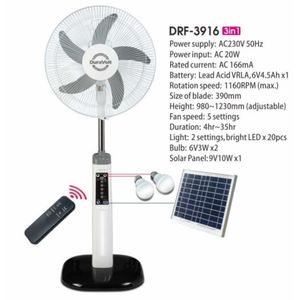 DRF-3916 3in1
Power supply: AC230V 50Hz
Power input: AC 20W
Rated current: AC 166mA
Battery: Lead Acid VRLA, 6V4.5Ah x1
Rotation speed: 1160RPM (max.)
Size of blade: 390mm
Height: 980~1230mm (adjustable)
Fan speed: 5 settings
Duration: 4hr~35hr
Light: 2 settings, bright LED x 20pcs
Bulb: 6V3W x2
Solar Panel: 9V10W x1
DuraVolt